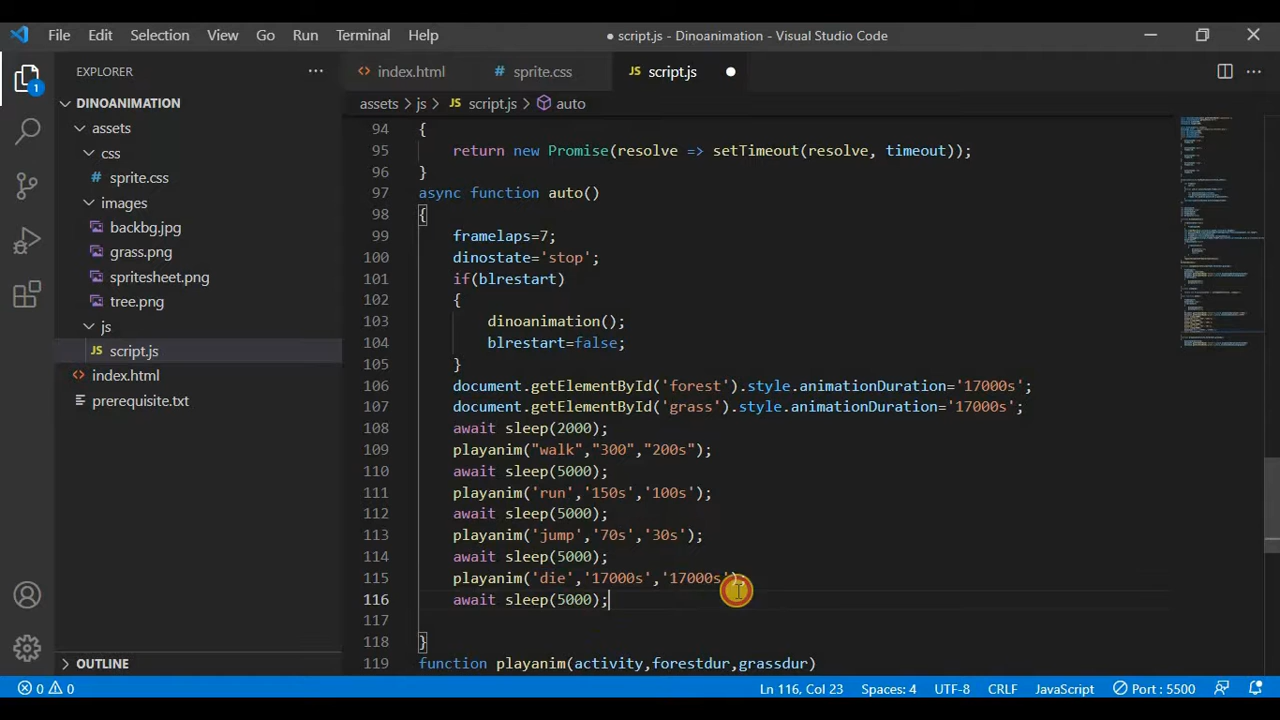 File Edit Selection View Go Run Terminal Help
● script.js - Dinoanimation - Visual Studio Code
EXPLORER
1
DINOANIMATION
assets
css
# sprite.css
images
backbg.jpg
grass.png
spritesheet.png
tree.png
js
JS script.js
<> index.html
prerequisite.txt
OUTLINE
<> index.html # sprite.css JS script.js
assets > js > JS script.js > auto
94 {
95 return new Promise(resolve => setTimeout(resolve, timeout));
96 }
97 async function auto()
98 {
99 framelaps=7;
100 dinostate='stop';
101 if(blrestart)
102 {
103 dinoanimation();
104 blrestart=false;
105 }
106 document.getElementById('forest').style.animationDuration='17000s';
107 document.getElementById('grass').style.animationDuration='17000s';
108 await sleep(2000);
109 playanim("walk","300","200s");
110 await sleep(5000);
111 playanim('run','150s','100s');
112 await sleep(5000);
113 playanim('jump','70s','30s');
114 await sleep(5000);
115 playanim('die','17000s','17000s');
116 await sleep(5000);
117
118 }
119 function playanim(activity,forestdur,grassdur)
0 0 Ln 116, Col 23 Spaces: 4 UTF-8 CRLF JavaScript Port : 5500